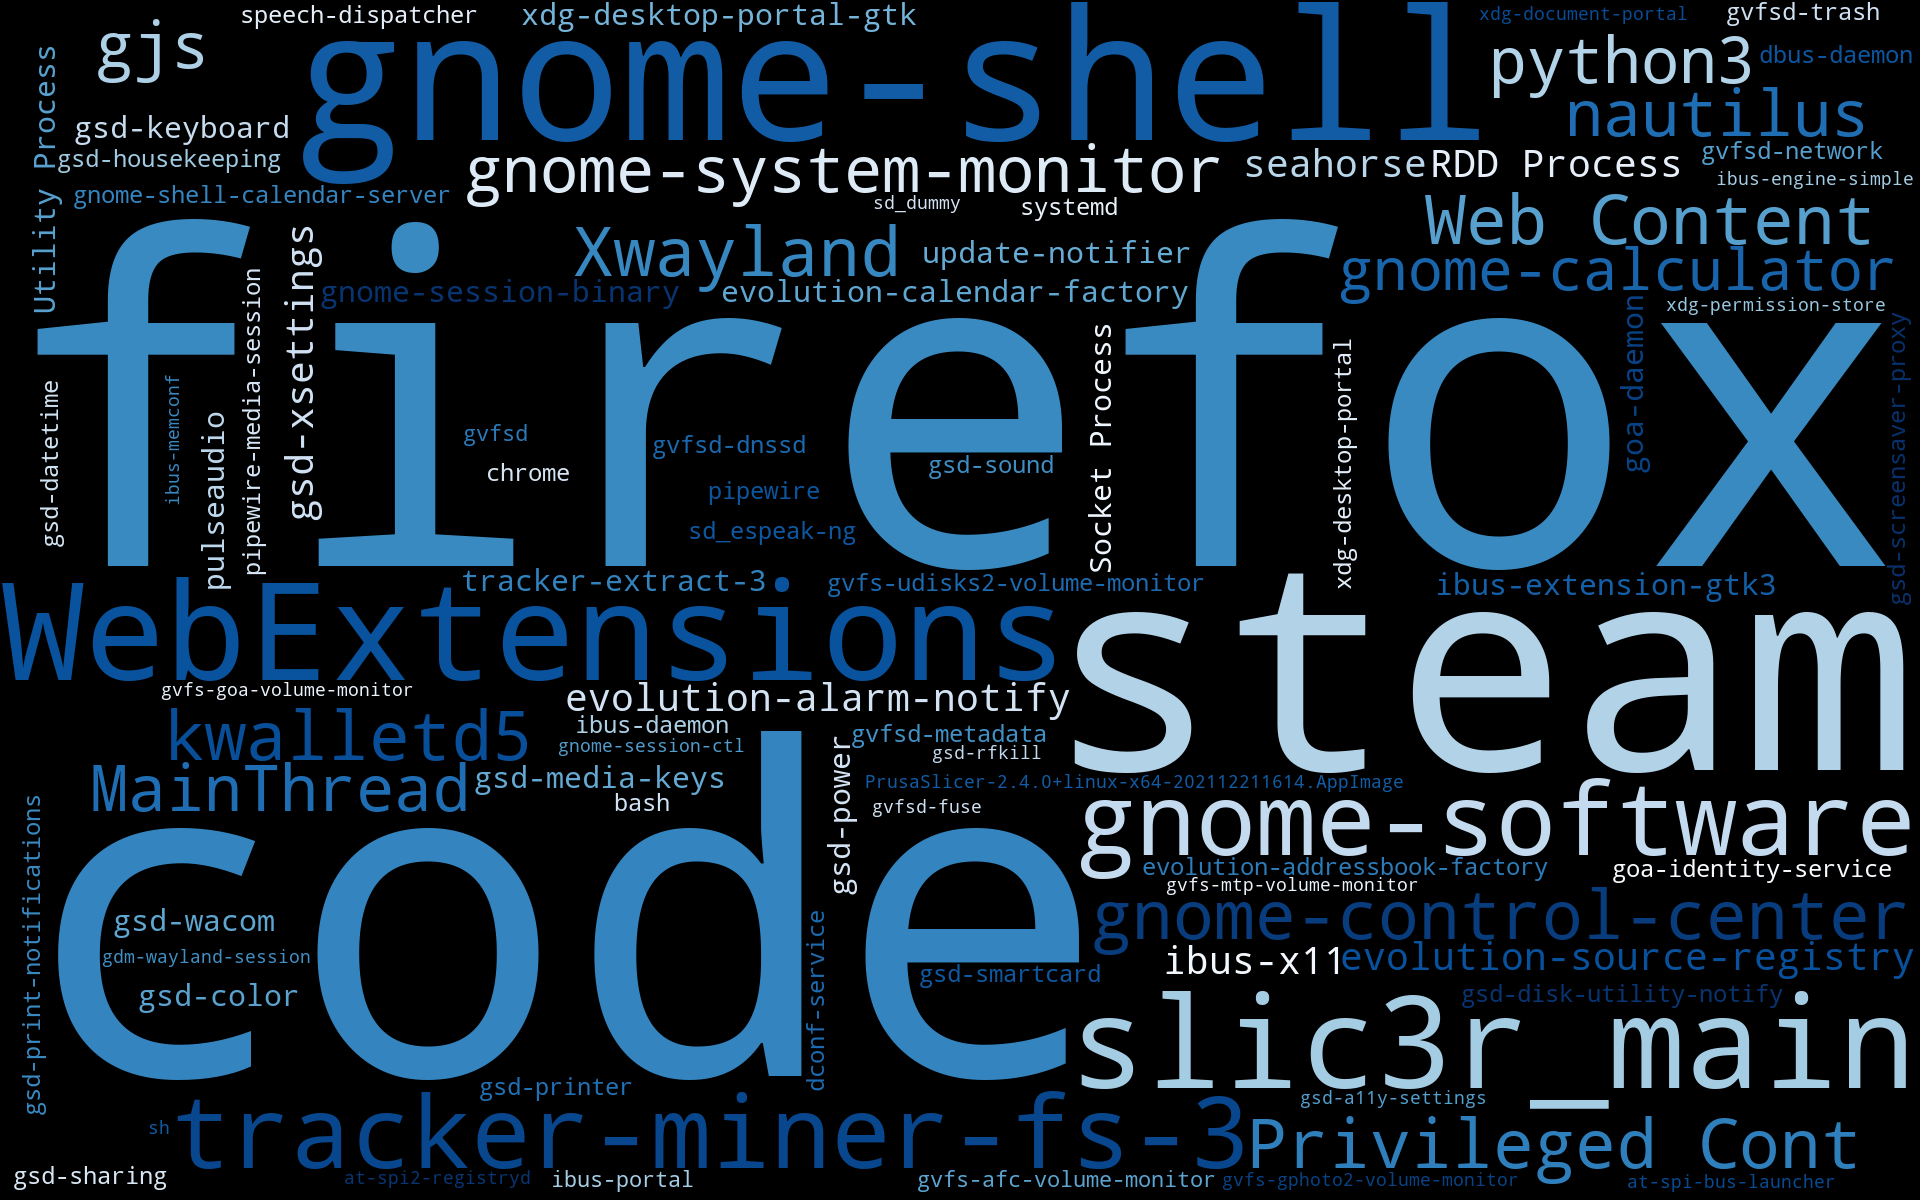 speech-dispatcher
xdg-desktop-portal-gtk
xdg-document-portal
gvfsd-trash
gjs
gnome-shell
python3
dbus-daemon
Utility Process
gsd-keyboard
nautilus
gsd-housekeeping
gnome-system-monitor
seahorse
RDD Process
gvfsd-network
ibus-engine-simple
gnome-shell-calendar-server
sd_dummy
systemd
Web Content
Xwayland
update-notifier
gnome-calculator
gnome-session-binary
evolution-calendar-factory
xdg-permission-store
firefox
gsd-xsettings
pipewire-media-session
gsd-datetime
ibus-memconf
pulseaudio
gvfsd
chrome
gvfsd-dnssd
gsd-sound
pipewire
sd_espeak-ng
Socket Process
xdg-desktop-portal
goa-daemon
gsd-screensaver-proxy
tracker-extract-3
gvfs-udisks2-volume-monitor
ibus-extension-gtk3
WebExtensions
steam
gvfs-goa-volume-monitor
evolution-alarm-notify
kwalletd5
ibus-daemon
gnome-session-ctl
gvfsd-metadata
gsd-rfkill
MainThread
gsd-media-keys
bash
gsd-power
PrusaSlicer-2.4.0+linux-x64-202112211614.AppImage
gvfsd-fuse
gnome-software
code
evolution-addressbook-factory
goa-identity-service
gvfs-mtp-volume-monitor
gsd-print-notifications
gsd-wacom
gnome-control-center
gdm-wayland-session
gsd-color
dconf-service
gsd-smartcard
ibus-x11
evolution-source-registry
gsd-disk-utility-notify
slic3r_main
gsd-printer
gsd-a11y-settings
sh
tracker-miner-fs-3
Privileged Cont
gsd-sharing
at-spi2-registryd
ibus-portal
gvfs-afc-volume-monitor
gvfs-gphoto2-volume-monitor
at-spi-bus-launcher